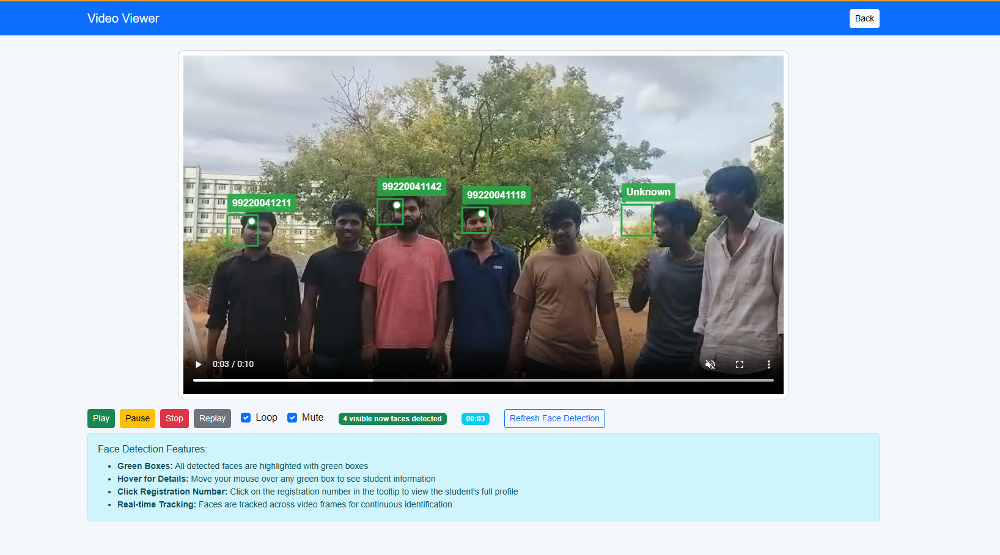 Video Viewer
Back
99220041211
99220041142
99220041118
Unknown
0:03 / 0:10
Play
Pause
Stop
Replay
Loop
Mute
4 visible now faces detected
00:03
Refresh Face Detection
Face Detection Features:
Green Boxes: All detected faces are highlighted with green boxes
Hover for Details: Move your mouse over any green box to see student information
Click Registration Number: Click on the registration number in the tooltip to view the student's full profile
Real-time Tracking: Faces are tracked across video frames for continuous identification